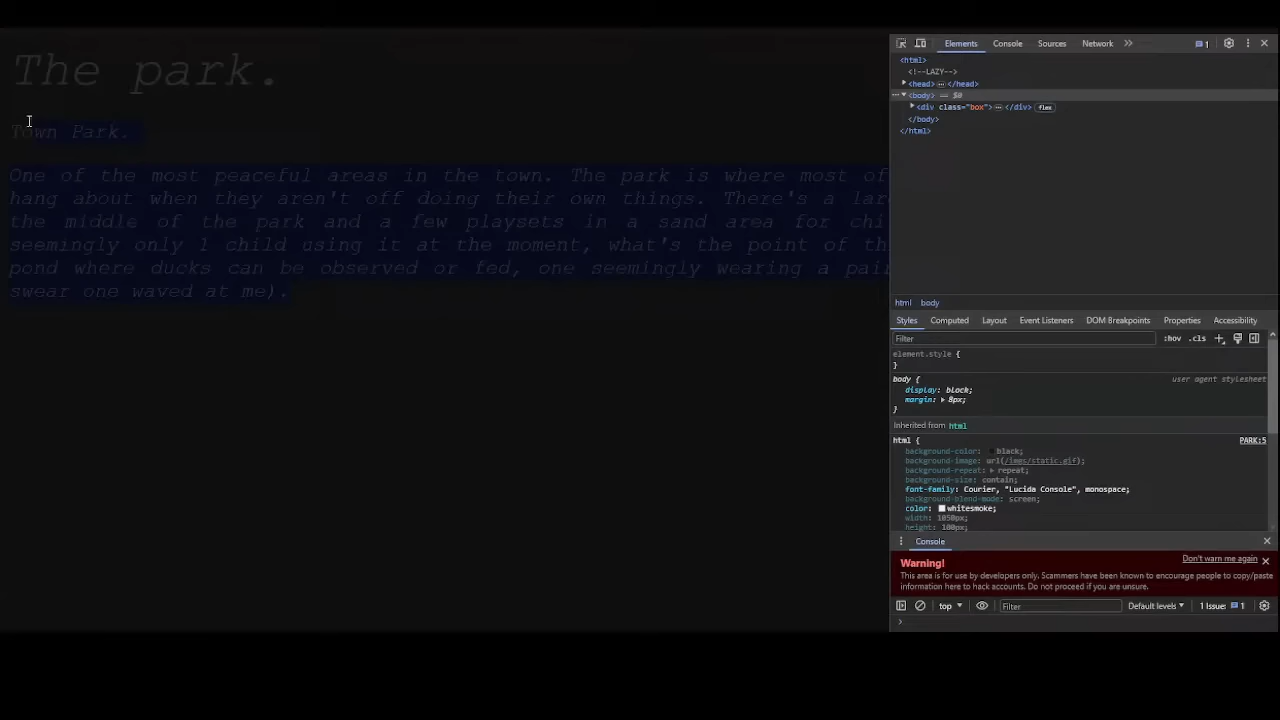 The park.
Town Park.
One of the most peaceful areas in the town. The park is where most of
hang about when they aren't off doing their own things. There's a lar
the middle of the park and a few playsets in a sand area for chi
seemingly only 1 child using it at the moment, what's the point of th
pond where ducks can be observed or fed, one seemingly wearing a pai
swear one waved at me).
Elements Console Sources Network 1
<html>
<!--LAZY-->
<head> … </head>
… <body> == $0
<div class="box"> … </div> flex
</body>
</html>
html body
Styles Computed Layout Event Listeners DOM Breakpoints Properties Accessibility
Filter :hov .cls
element.style {
}
body { user agent stylesheet
display: block;
margin: 8px;
}
Inherited from html
html { PARK:5
background-color: black;
background-image: url(/imgs/static.gif);
background-repeat: repeat;
background-size: contain;
font-family: Courier, "Lucida Console", monospace;
background-blend-mode: screen;
color: whitesmoke;
width: 1050px;
height: 100px;
Console
Warning! Don't warn me again
This area is for use by developers only. Scammers have been known to encourage people to copy/paste
information here to hack accounts. Do not proceed if you are unsure.
top Filter Default levels 1 Issue: 1